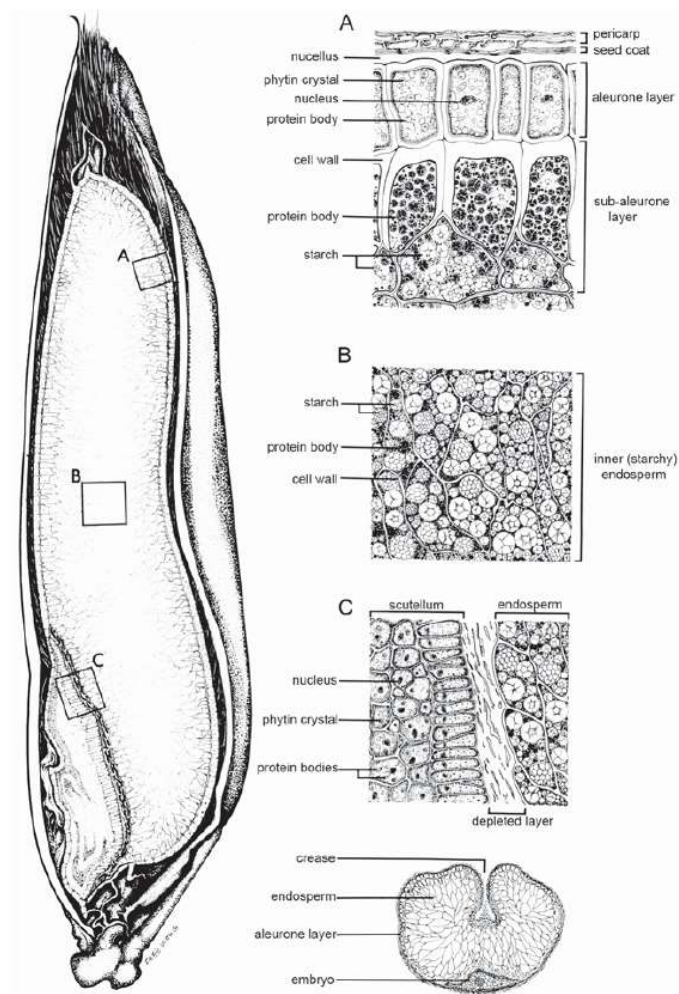 A
pericarp
seed coat
nucellus
phytin crystal
nucleus
protein body
aleurone layer
cell wall
protein body
starch
sub-aleurone
layer
A
B
starch
protein body
cell wall
inner (starchy)
endosperm
B
C
scutellum
endosperm
nucleus
phytin crystal
protein bodies
depleted layer
C
crease
endosperm
aleurone layer
embryo